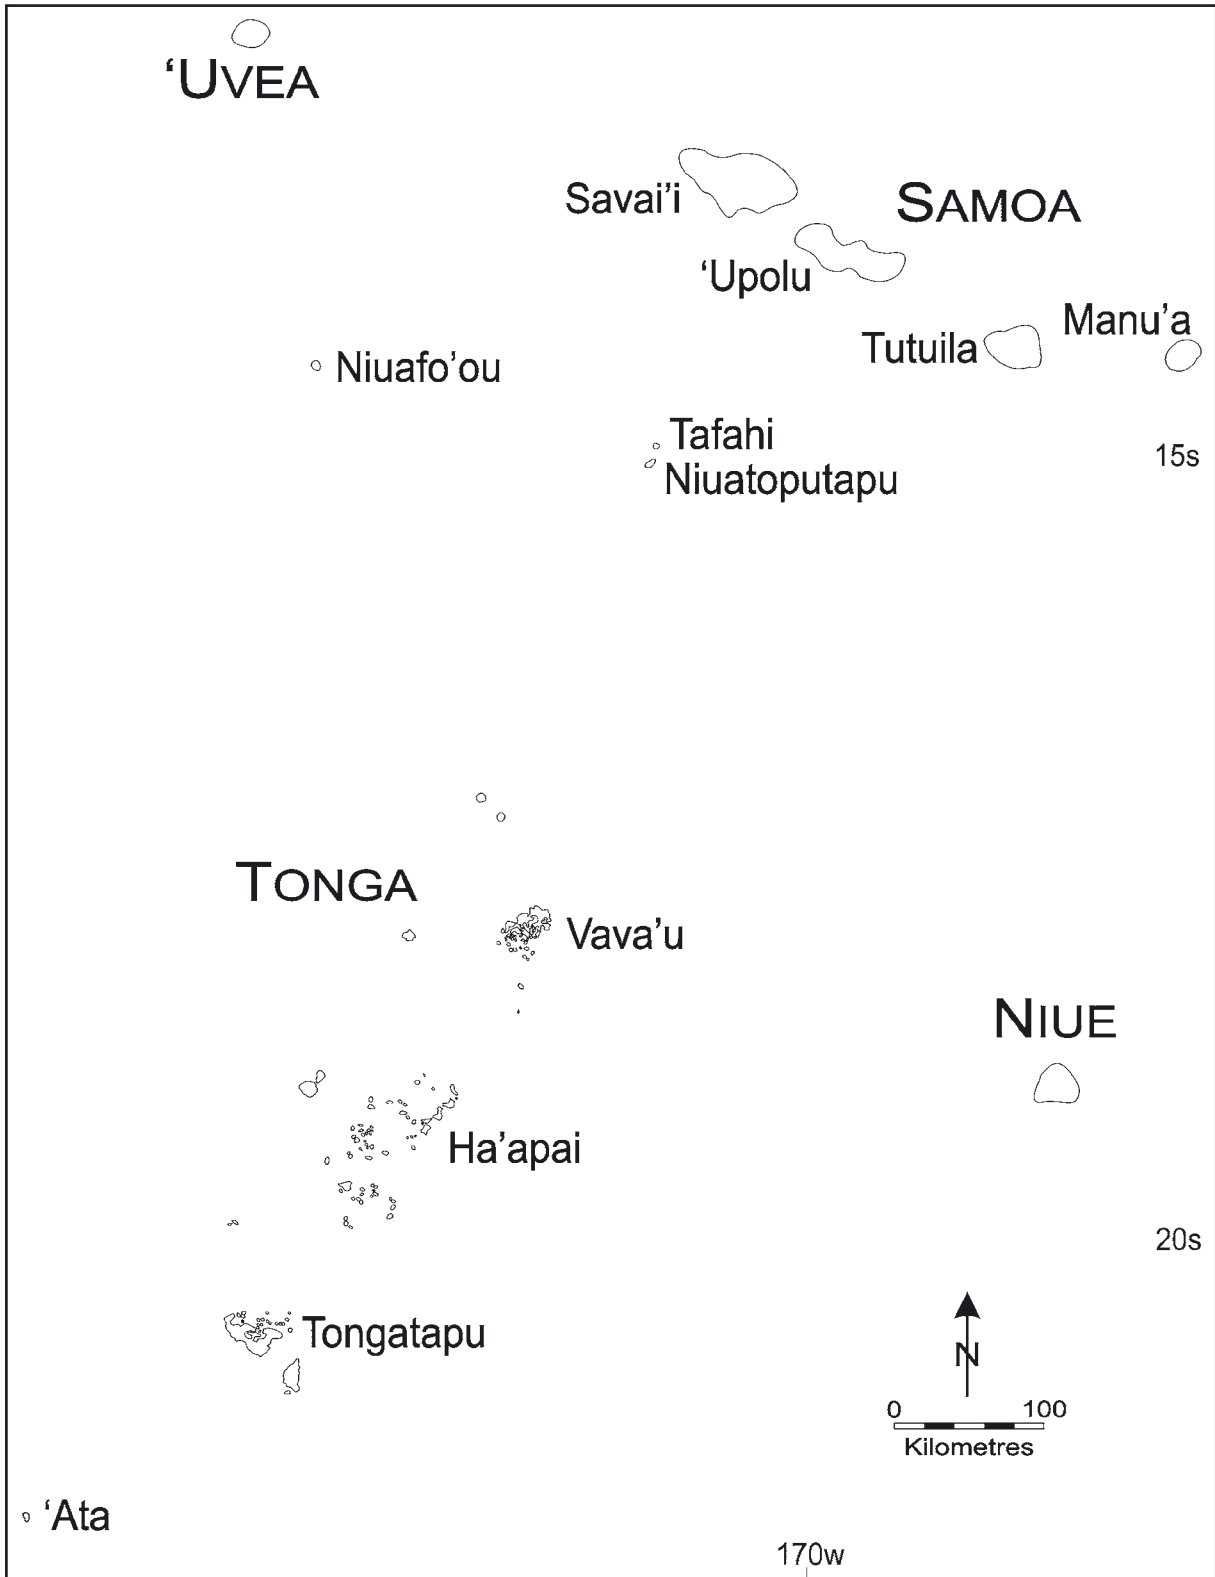 ‘UVEA
Savai’i
SAMOA
‘Upolu
Manu’a
Tutuila
Niuafo’ou
Tafahi
15s
Niuatoputapu
TONGA
Vava’u
NIUE
Ha’apai
20s
Tongatapu
N
0 100
Kilometres
‘Ata
170w